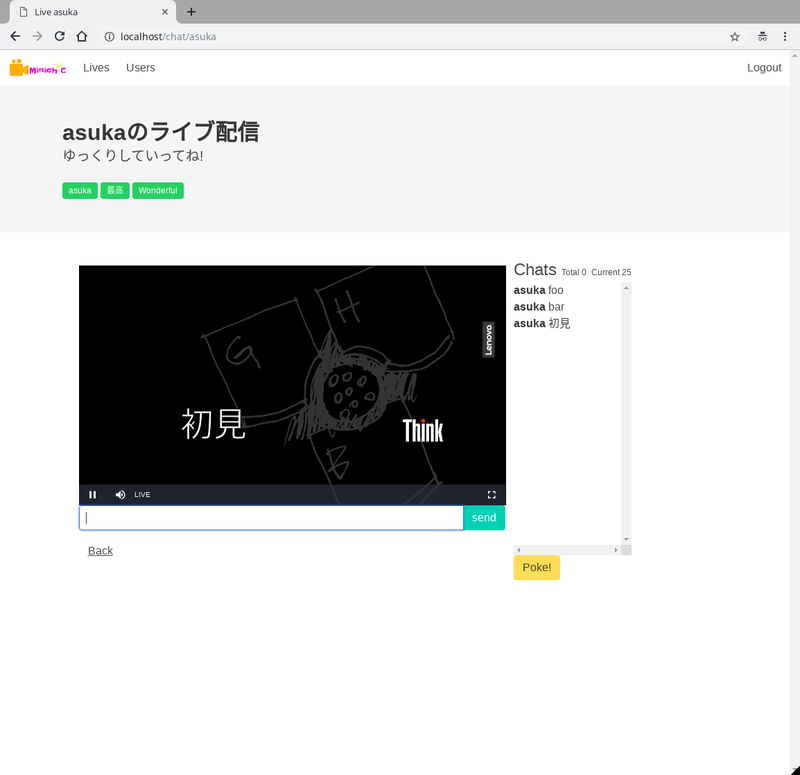 Live asuka
localhost/chat/asuka
Lives Users Logout
asukaのライブ配信
ゆっくりしていってね!
asuka 最高 Wonderful
Chats Total 0 Current 25
asuka foo
asuka bar
asuka 初見
G
H
B
Lenovo
初見
Think
LIVE
send
Back
Poke!